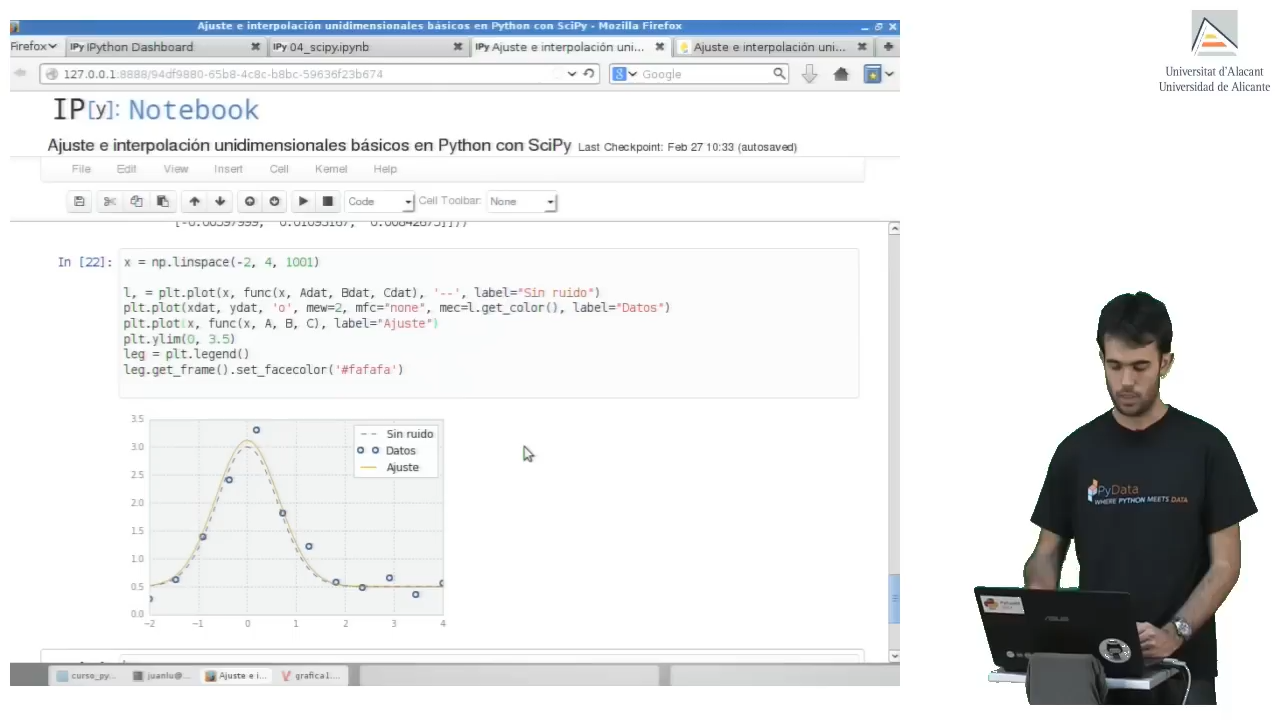 Ajuste e interpolación unidimensionales básicos en Python con SciPy - Mozilla Firefox
Firefox
IPy IPython Dashboard
IPy 04_scipy.ipynb
IPy Ajuste e interpolación uni...
Ajuste e interpolación uni...
127.0.0.1:8888/94df9880-65b8-4c8c-b8bc-59636f23b674
Google
IP[y]: Notebook
Ajuste e interpolación unidimensionales básicos en Python con SciPy Last Checkpoint: Feb 27 10:33 (autosaved)
File Edit View Insert Cell Kernel Help
Code Cell Toolbar: None
In [22]: x = np.linspace(-2, 4, 1001)
l, = plt.plot(x, func(x, Adat, Bdat, Cdat), '--', label="Sin ruido")
plt.plot(xdat, ydat, 'o', mew=2, mfc="none", mec=l.get_color(), label="Datos")
plt.plot(x, func(x, A, B, C), label="Ajuste")
plt.ylim(0, 3.5)
leg = plt.legend()
leg.get_frame().set_facecolor('#fafafa')
3.5
3.0
2.5
2.0
1.5
1.0
0.5
0.0
−2 −1 0 1 2 3 4
Sin ruido
Datos
Ajuste
curso_py...
juanlu@...
Ajuste e i...
grafica1....
Universitat d'Alacant
Universidad de Alicante
PyData
WHERE PYTHON MEETS DATA
ASUS